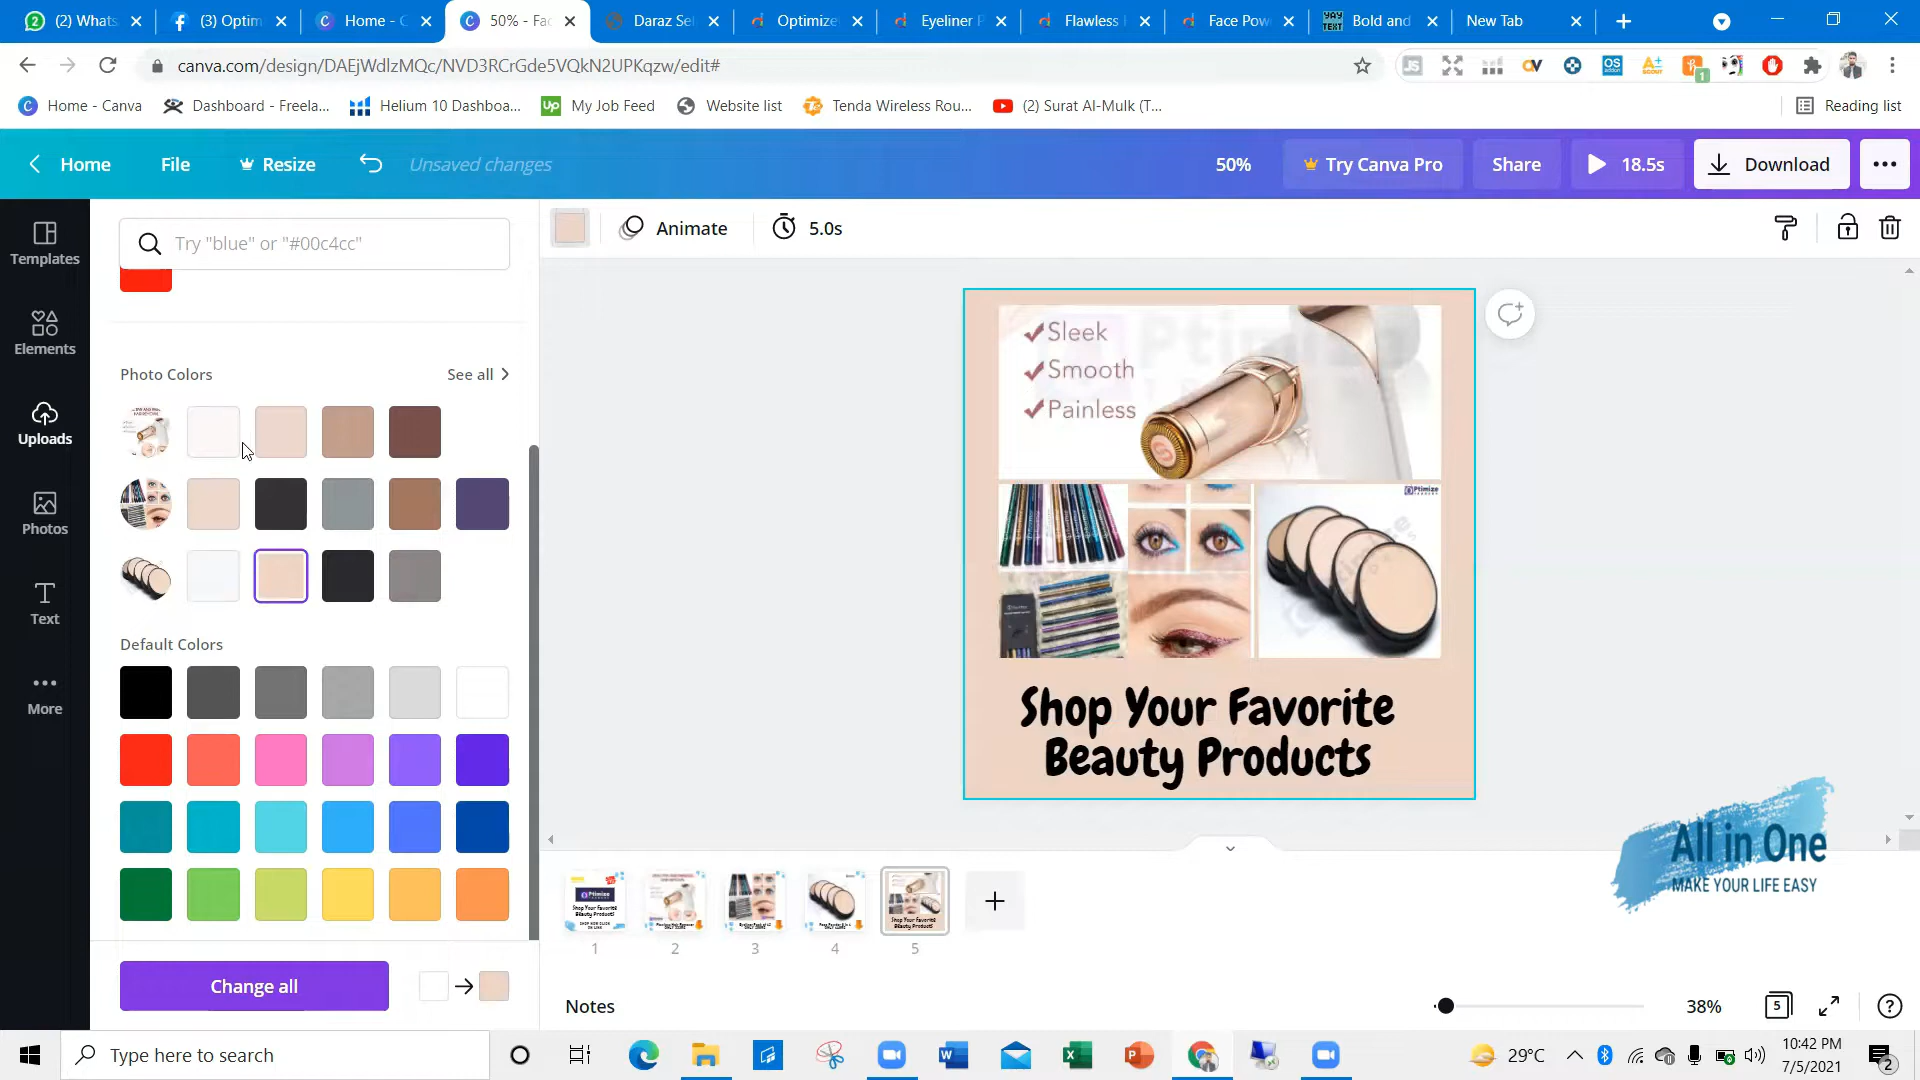 (2) Whats
(3) Optim
Home - C
50% - Fac
Daraz Sel
Optimize
Eyeliner P
Flawless
Face Pow
Bold and
New Tab
canva.com/design/DAEjWdlzMQc/NVD3RCrGde5VQkN2UPKqzw/edit#
Home - Canva
Dashboard - Freela...
Helium 10 Dashboa...
My Job Feed
Website list
Tenda Wireless Rou...
(2) Surat Al-Mulk (T...
Reading list
Home
File
Resize
Unsaved changes
50%
Try Canva Pro
Share
18.5s
Download
Templates
Elements
Uploads
Photos
Text
More
Try "blue" or "#00c4cc"
Photo Colors
See all
Default Colors
Change all
Animate
5.0s
Sleek
Smooth
Painless
Ptimize
Shop Your Favorite
Beauty Products
All in One
MAKE YOUR LIFE EASY
1
2
3
4
5
Notes
38%
5
Type here to search
29°C
10:42 PM
7/5/2021
2